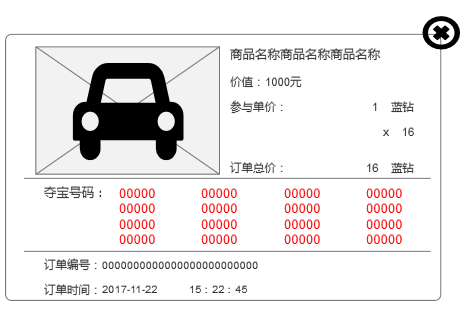 商品名称商品名称商品名称
价值：1000元
参与单价： 1 蓝钻
x 16
订单总价： 16 蓝钻
夺宝号码： 00000 00000 00000 00000
00000 00000 00000 00000
00000 00000 00000 00000
00000 00000 00000 00000
订单编号：0000000000000000000000000
订单时间：2017-11-22 15：22：45